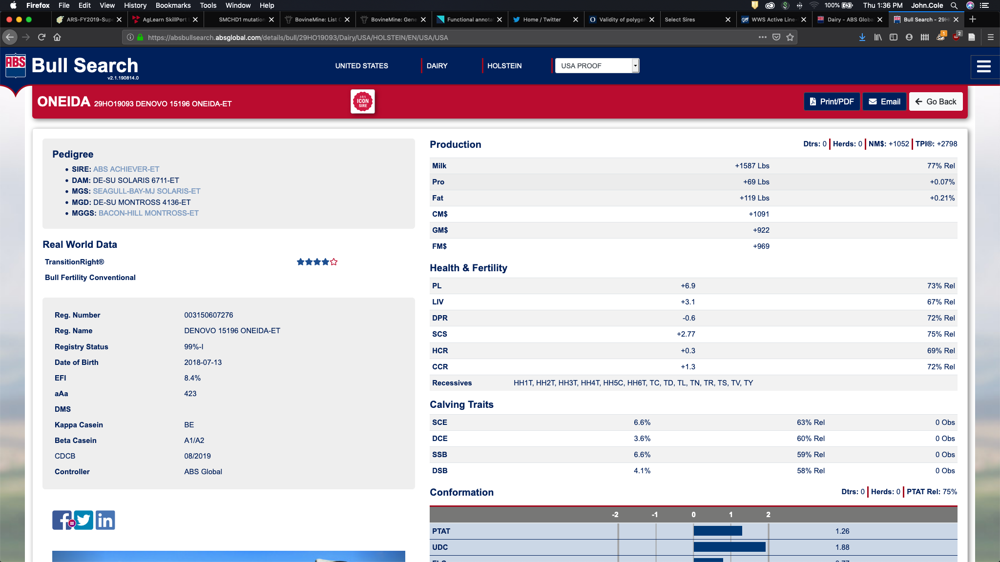 Firefox File Edit View History Bookmarks Tools Window Help 100% Thu 1:36 PM John.Cole
ARS-FY2019-Sup AgLearn SkillPort SMCHD1 mutation BovineMine: List BovineMine: Gene Functional annota Home / Twitter Validity of polyge Select Sires WWS Active Line- Dairy - ABS Globa Bull Search - 29H
https://absbullsearch.absglobal.com/details/bull/29HO19093/Dairy/USA/HOLSTEIN/EN/USA/USA
1 2
ABS Bull Search
v2.1.190814.0
UNITED STATES DAIRY HOLSTEIN USA PROOF
ONEIDA 29HO19093 DENOVO 15196 ONEIDA-ET
ABS ICON SIRE
Print/PDF Email Go Back
Pedigree
SIRE: ABS ACHIEVER-ET
DAM: DE-SU SOLARIS 6711-ET
MGS: SEAGULL-BAY-MJ SOLARIS-ET
MGD: DE-SU MONTROSS 4136-ET
MGGS: BACON-HILL MONTROSS-ET
Real World Data
TransitionRight®
Bull Fertility Conventional
Reg. Number 003150607276
Reg. Name DENOVO 15196 ONEIDA-ET
Registry Status 99%-I
Date of Birth 2018-07-13
EFI 8.4%
aAa 423
DMS
Kappa Casein BE
Beta Casein A1/A2
CDCB 08/2019
Controller ABS Global
Production Dtrs: 0 Herds: 0 NM$: +1052 TPI®: +2798
Milk +1587 Lbs 77% Rel
Pro +69 Lbs +0.07%
Fat +119 Lbs +0.21%
CM$ +1091
GM$ +922
FM$ +969
Health & Fertility
PL +6.9 73% Rel
LIV +3.1 67% Rel
DPR -0.6 72% Rel
SCS +2.77 75% Rel
HCR +0.3 69% Rel
CCR +1.3 72% Rel
Recessives HH1T, HH2T, HH3T, HH4T, HH5C, HH6T, TC, TD, TL, TN, TR, TS, TV, TY
Calving Traits
SCE 6.6% 63% Rel 0 Obs
DCE 3.6% 60% Rel 0 Obs
SSB 6.6% 59% Rel 0 Obs
DSB 4.1% 58% Rel 0 Obs
Conformation Dtrs: 0 Herds: 0 PTAT Rel: 75%
-2 -1 0 1 2
PTAT 1.26
UDC 1.88